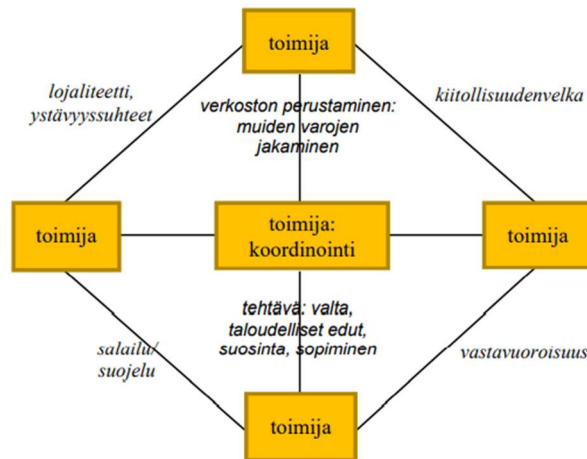 toimija
lojaliteetti,
ystävyyssuhteet
verkoston perustaminen:
muiden varojen
jakaminen
kiitollisuudenvelka
toimija
toimija:
koordinointi
toimija
salailu/
suojelu
tehtävä: valta,
taloudelliset edut,
suosinta, sopiminen
vastavuoroisuus
toimija